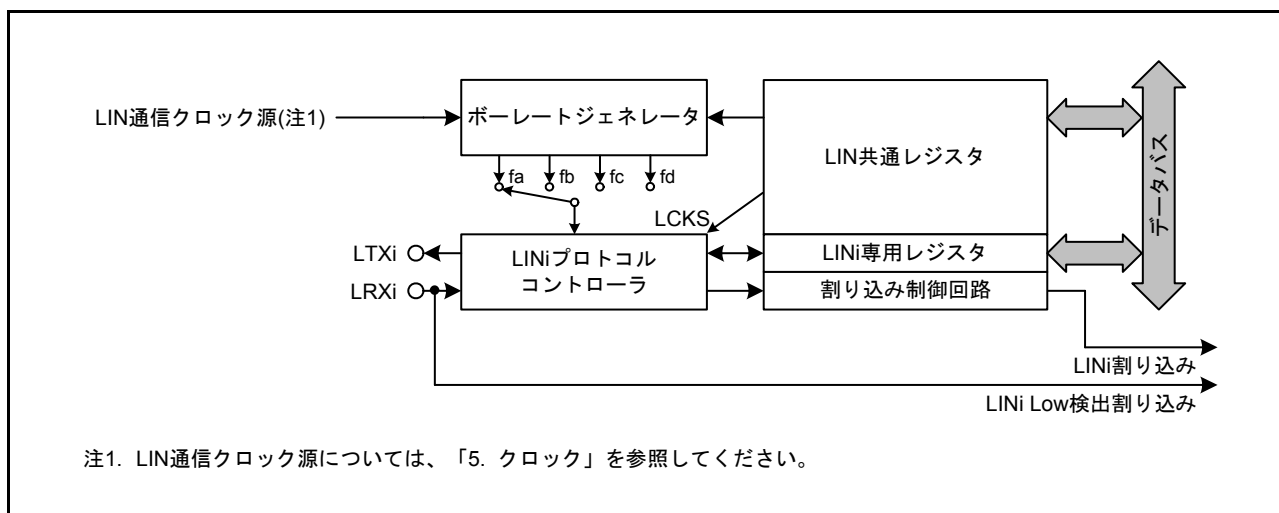 LIN通信クロック源(注1)
ボーレートジェネレータ
fa fb fc fd
LIN共通レジスタ
データバス
LCKS
LTXi
LRXi
LINiプロトコル
コントローラ
LINi専用レジスタ
割り込み制御回路
LINi割り込み
LINi Low検出割り込み
注1. LIN通信クロック源については、「5. クロック」を参照してください。